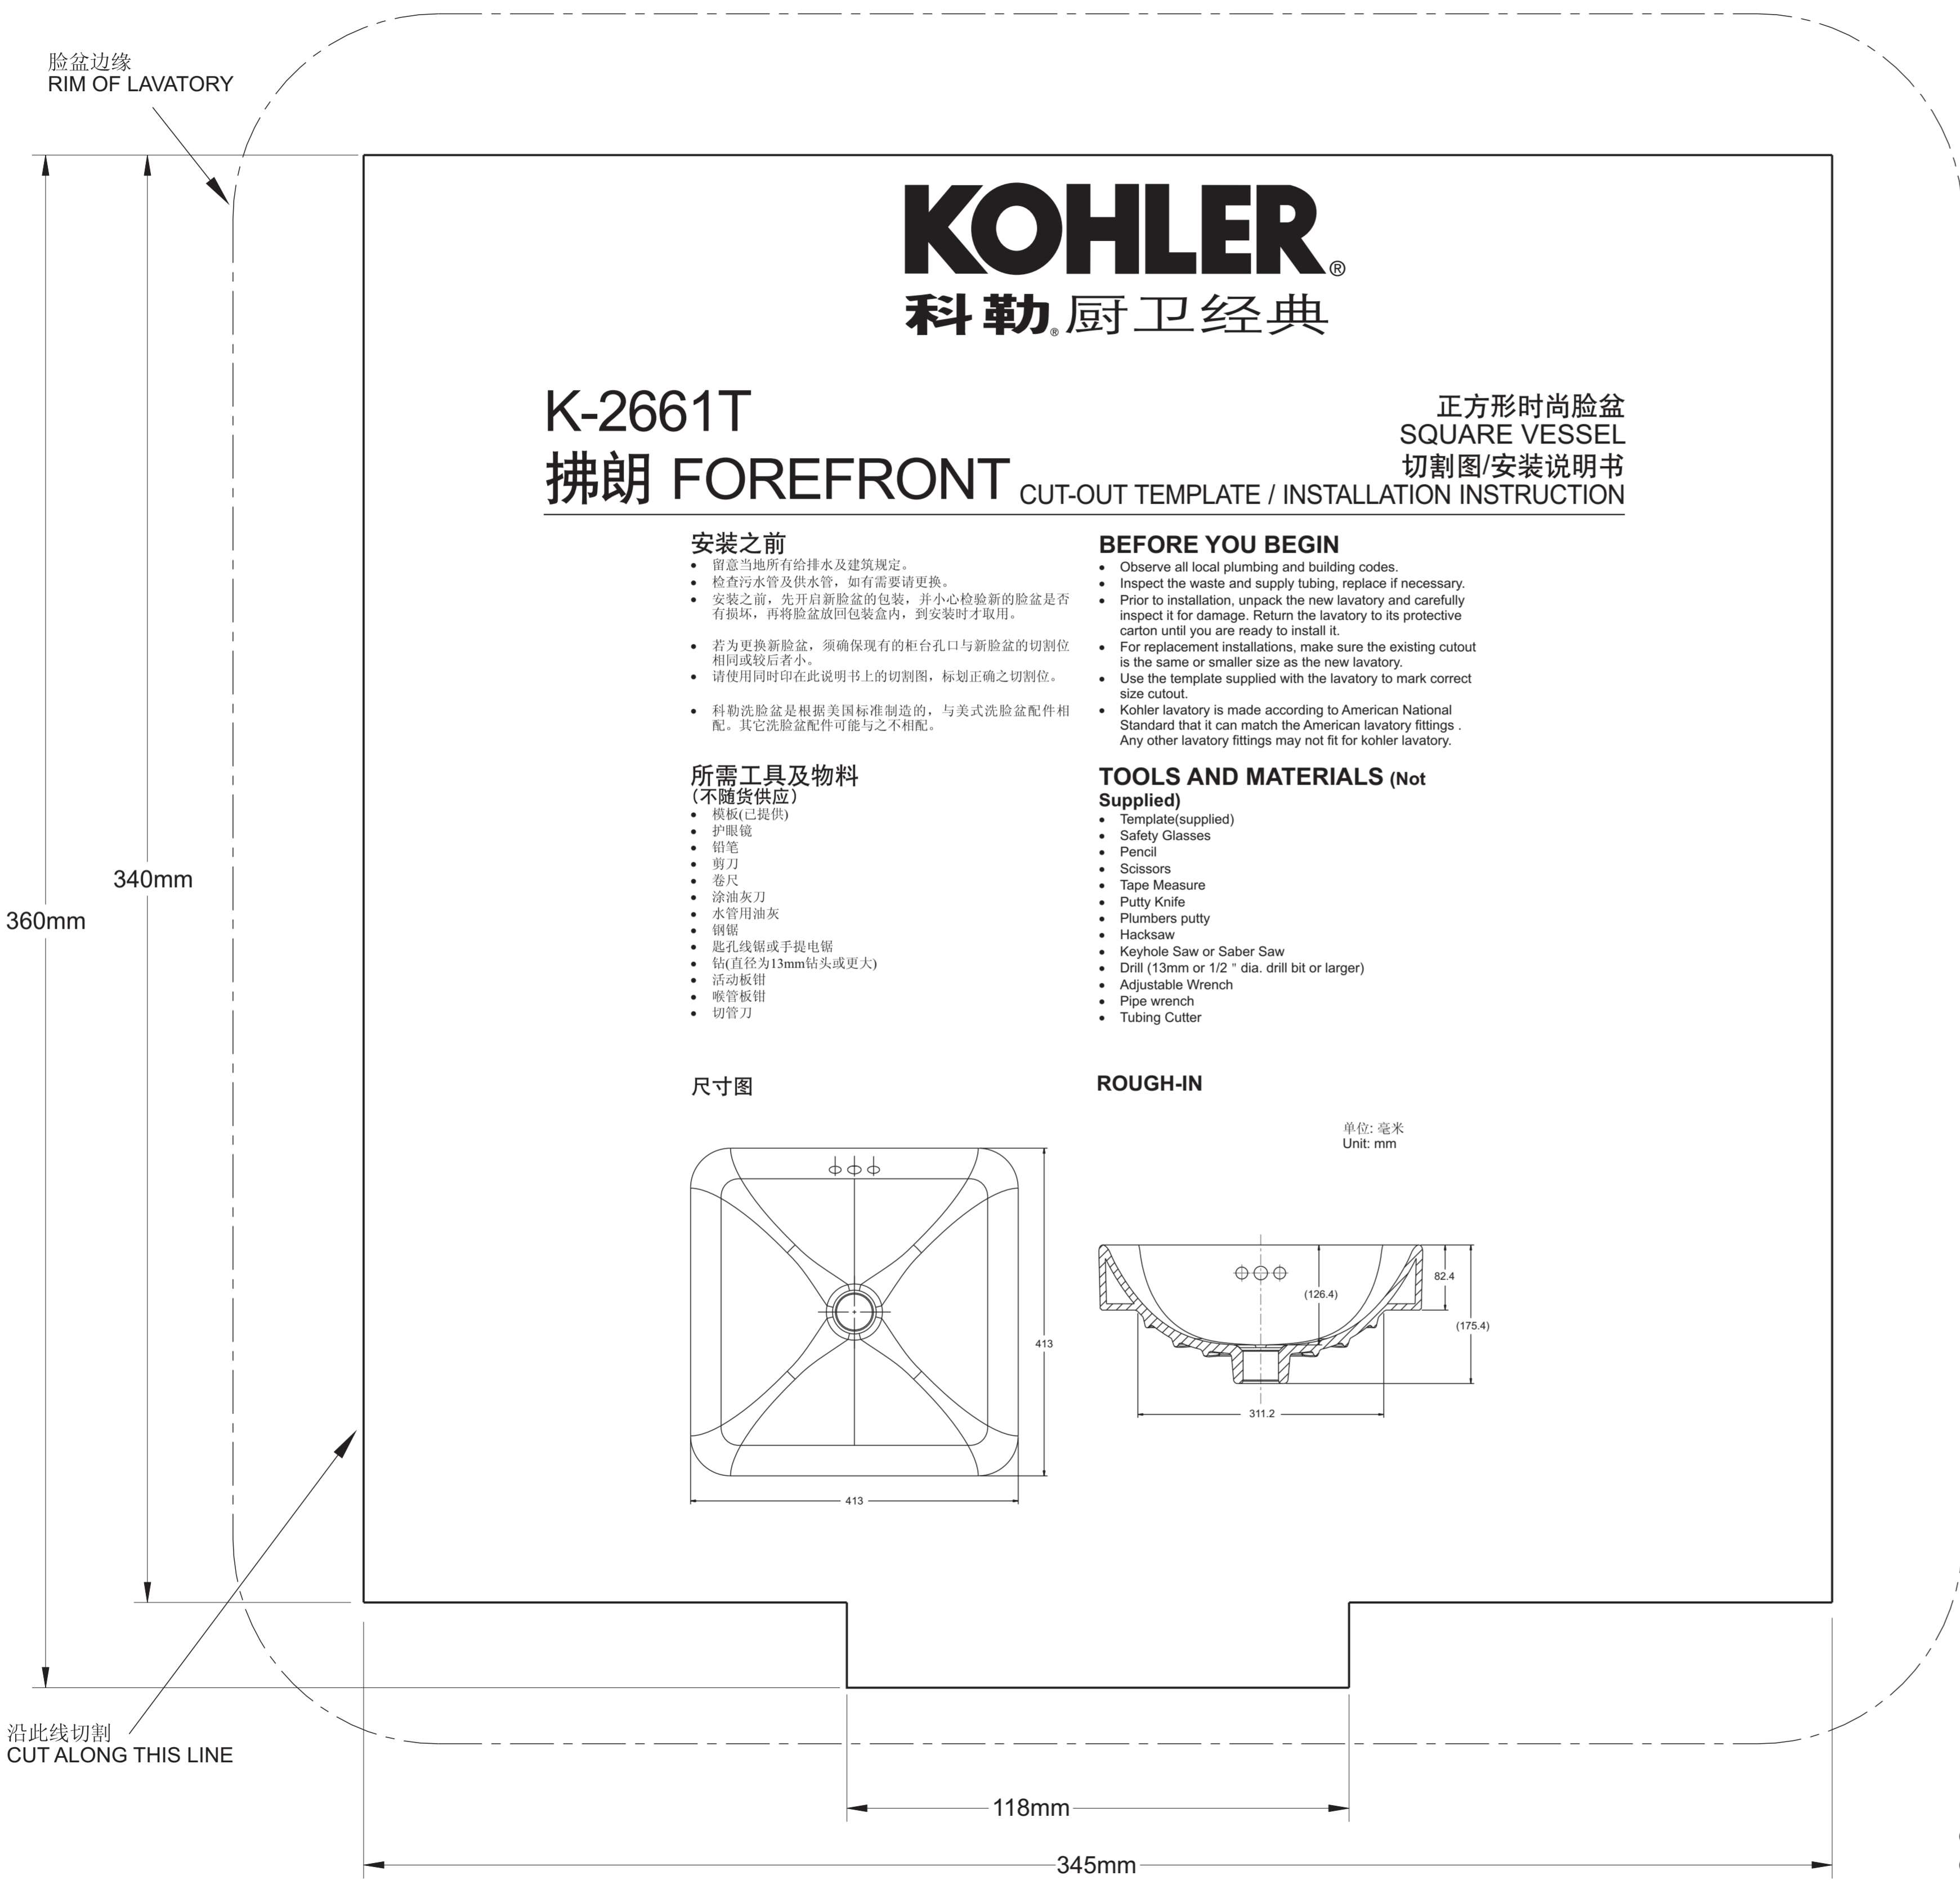 脸盆边缘
RIM OF LAVATORY
KOHLER®
科勒®厨卫经典
K-2661T
拂朗 FOREFRONT
正方形时尚脸盆
SQUARE VESSEL
切割图/安装说明书
CUT-OUT TEMPLATE / INSTALLATION INSTRUCTION
安装之前
• 留意当地所有给排水及建筑规定。
• 检查污水管及供水管，如有需要请更换。
• 安装之前，先开启新脸盆的包装，并小心检验新的脸盆是否
有损坏，再将脸盆放回包装盒内，到安装时才取用。
• 若为更换新脸盆，须确保现有的柜台孔口与新脸盆的切割位
相同或较后者小。
• 请使用同时印在此说明书上的切割图，标划正确之切割位。
• 科勒洗脸盆是根据美国标准制造的，与美式洗脸盆配件相
配。其它洗脸盆配件可能与之不相配。
BEFORE YOU BEGIN
• Observe all local plumbing and building codes.
• Inspect the waste and supply tubing, replace if necessary.
• Prior to installation, unpack the new lavatory and carefully
inspect it for damage. Return the lavatory to its protective
carton until you are ready to install it.
• For replacement installations, make sure the existing cutout
is the same or smaller size as the new lavatory.
• Use the template supplied with the lavatory to mark correct
size cutout.
• Kohler lavatory is made according to American National
Standard that it can match the American lavatory fittings .
Any other lavatory fittings may not fit for kohler lavatory.
所需工具及物料
（不随货供应）
• 模板(已提供)
• 护眼镜
• 铅笔
• 剪刀
• 卷尺
• 涂油灰刀
• 水管用油灰
• 钢锯
• 匙孔线锯或手提电锯
• 钻(直径为13mm钻头或更大)
• 活动板钳
• 喉管板钳
• 切管刀
TOOLS AND MATERIALS (Not
Supplied)
• Template(supplied)
• Safety Glasses
• Pencil
• Scissors
• Tape Measure
• Putty Knife
• Plumbers putty
• Hacksaw
• Keyhole Saw or Saber Saw
• Drill (13mm or 1/2 " dia. drill bit or larger)
• Adjustable Wrench
• Pipe wrench
• Tubing Cutter
340mm
360mm
尺寸图
ROUGH-IN
单位: 毫米
Unit: mm
413
413
(126.4)
82.4
(175.4)
311.2
沿此线切割
CUT ALONG THIS LINE
118mm
345mm